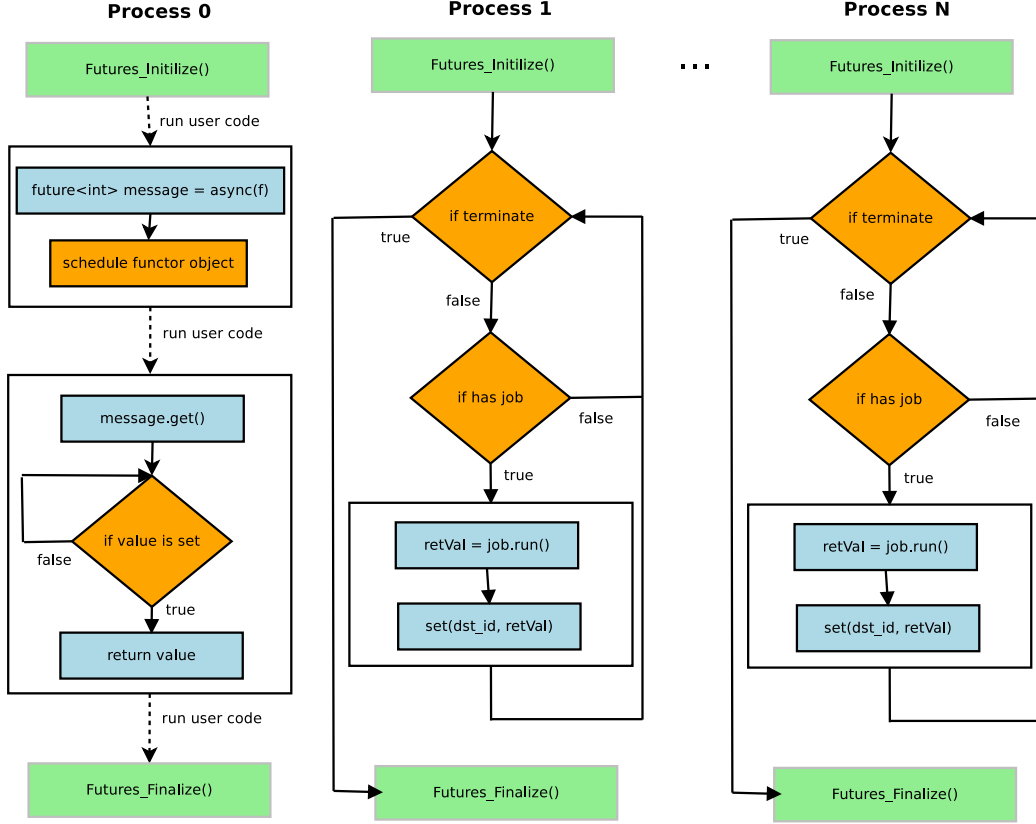 Process 0
Futures_Initilize()
run user code
future<int> message = async(f)
schedule functor object
run user code
message.get()
if value is set
false
true
return value
run user code
Futures_Finalize()
Process 1
Futures_Initilize()
if terminate
true
false
if has job
false
true
retVal = job.run()
set(dst_id, retVal)
Futures_Finalize()
...
Process N
Futures_Initilize()
if terminate
true
false
if has job
false
true
retVal = job.run()
set(dst_id, retVal)
Futures_Finalize()